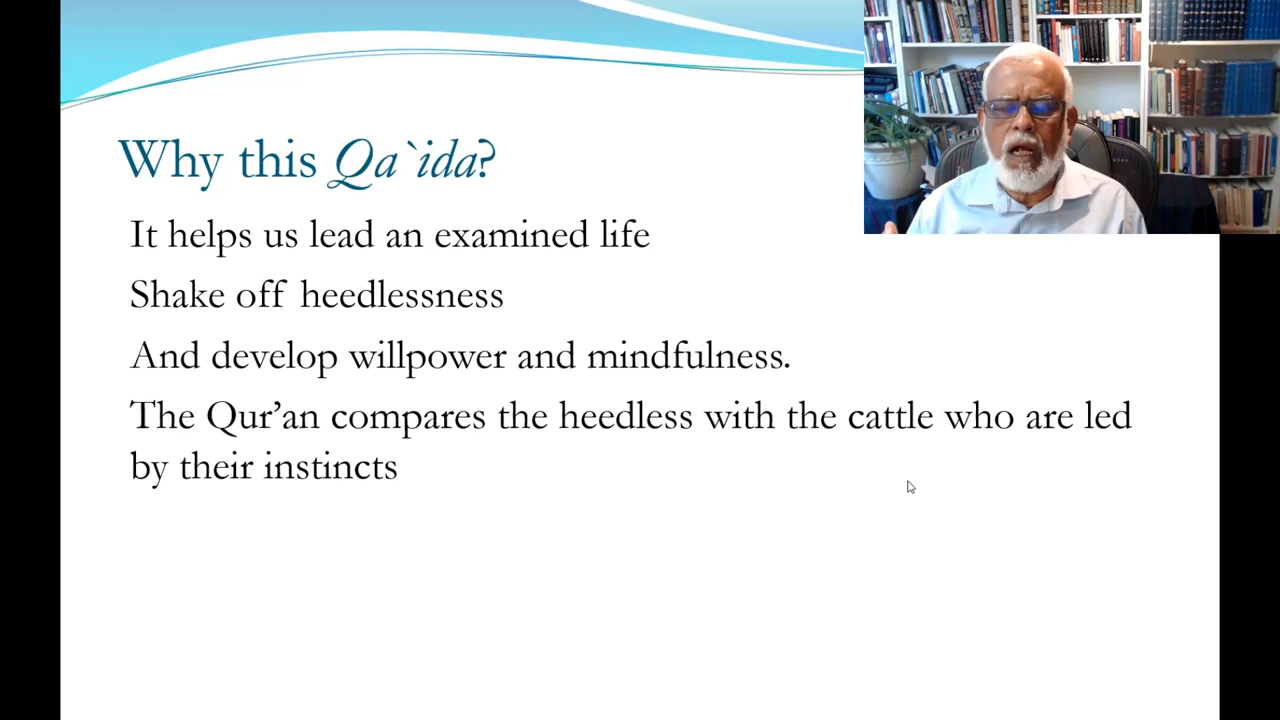 Why this Qa`ida?
It helps us lead an examined life
Shake off heedlessness
And develop willpower and mindfulness.
The Qur’an compares the heedless with the cattle who are led
by their instincts